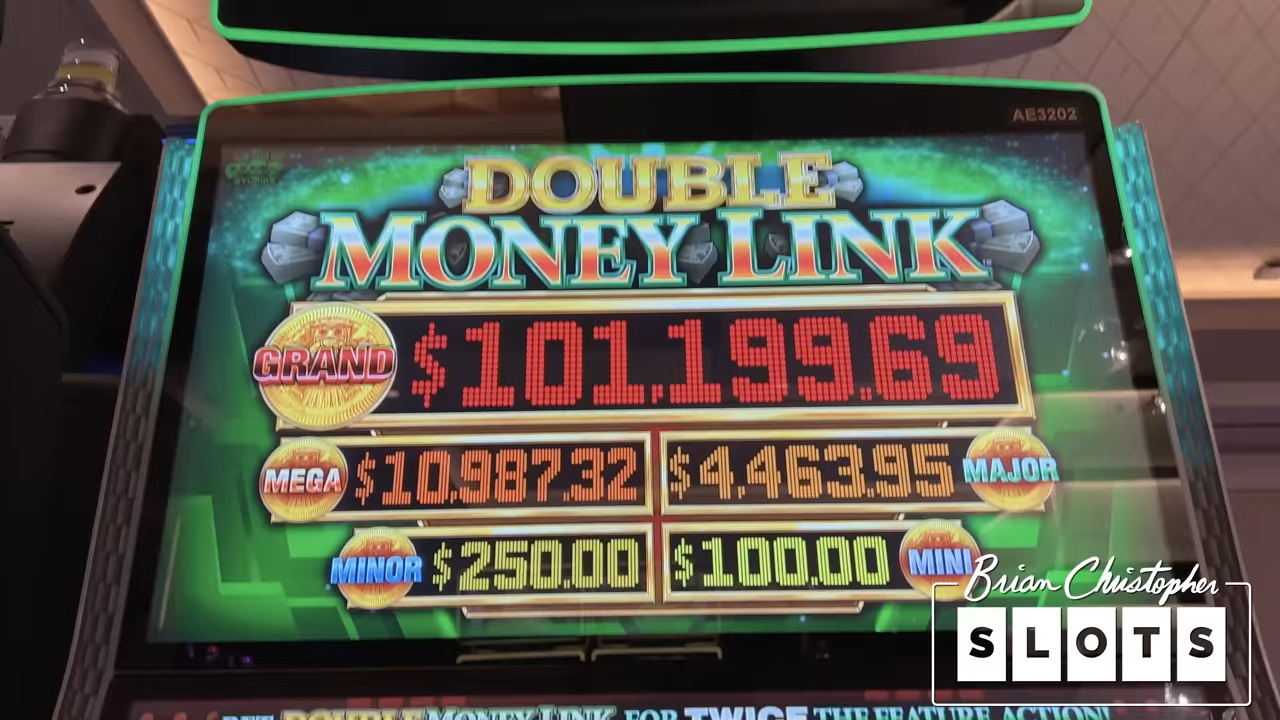 AE3202
DOUBLE
MONEY LINK
GRAND $101,199.69
MEGA $10,987.32 $4,463.95 MAJOR
MINOR $250.00 $100.00 MINI
Brian Christopher
SLOTS
BET DOUBLE MONEY LINK FOR TWICE THE FEATURE ACTION!